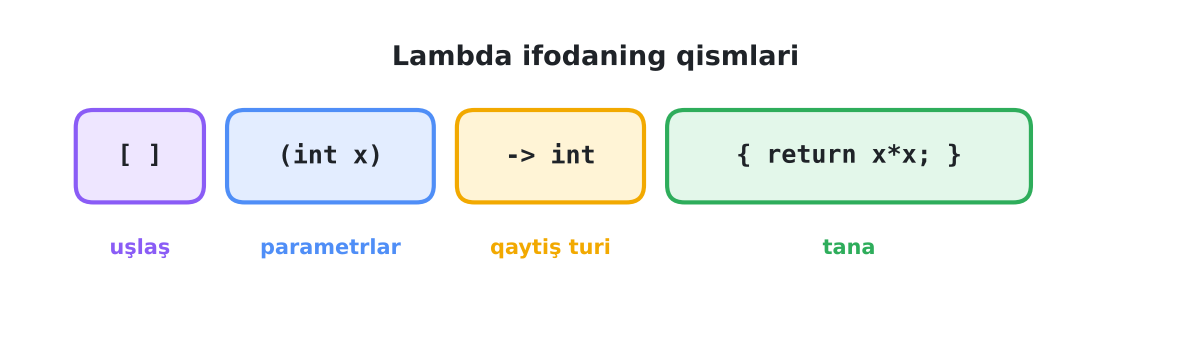 Lambda ifodaning qismlari
[ ] (int x) -> int { return x*x; }
uşlaş parametrlar qaytiş turi tana